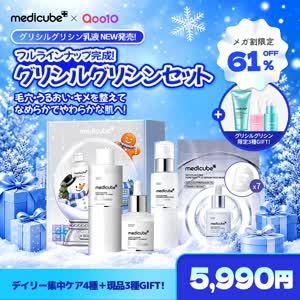 medicube × Qoo10
グリシルグリシン乳液 NEW発売!
フルラインナップ完成!
グリシルグリシンセット
毛穴・うるおい・キメを整えて
なめらかでやわらかな肌へ!
メガ割限定
61%
OFF
グリシルグリシン
限定3種GIFT!
medicube
medicube
medicube
medicube
medicube
×7
デイリー集中ケア4種+現品3種GIFT!
5,990円